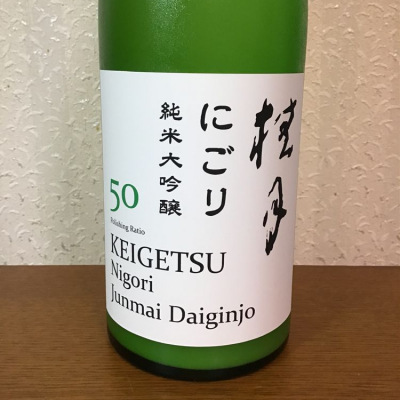 桂月
にごり
純米大吟醸
50
Polishing Ratio
KEIGETSU
Nigori
Junmai Daiginjo